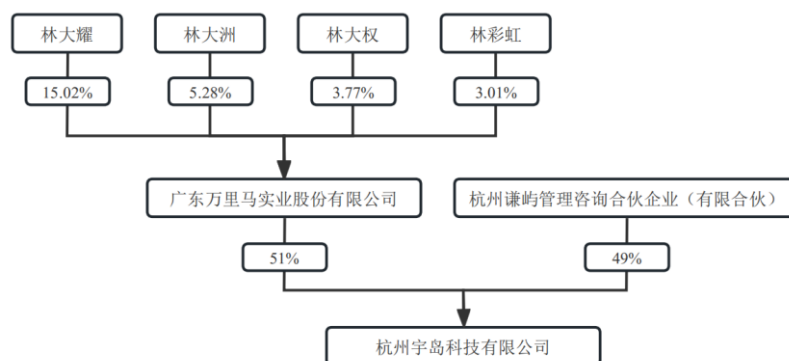 林大耀
林大洲
林大权
林彩虹
15.02%
5.28%
3.77%
3.01%
广东万里马实业股份有限公司
杭州谦屿管理咨询合伙企业（有限合伙）
51%
49%
杭州宇岛科技有限公司